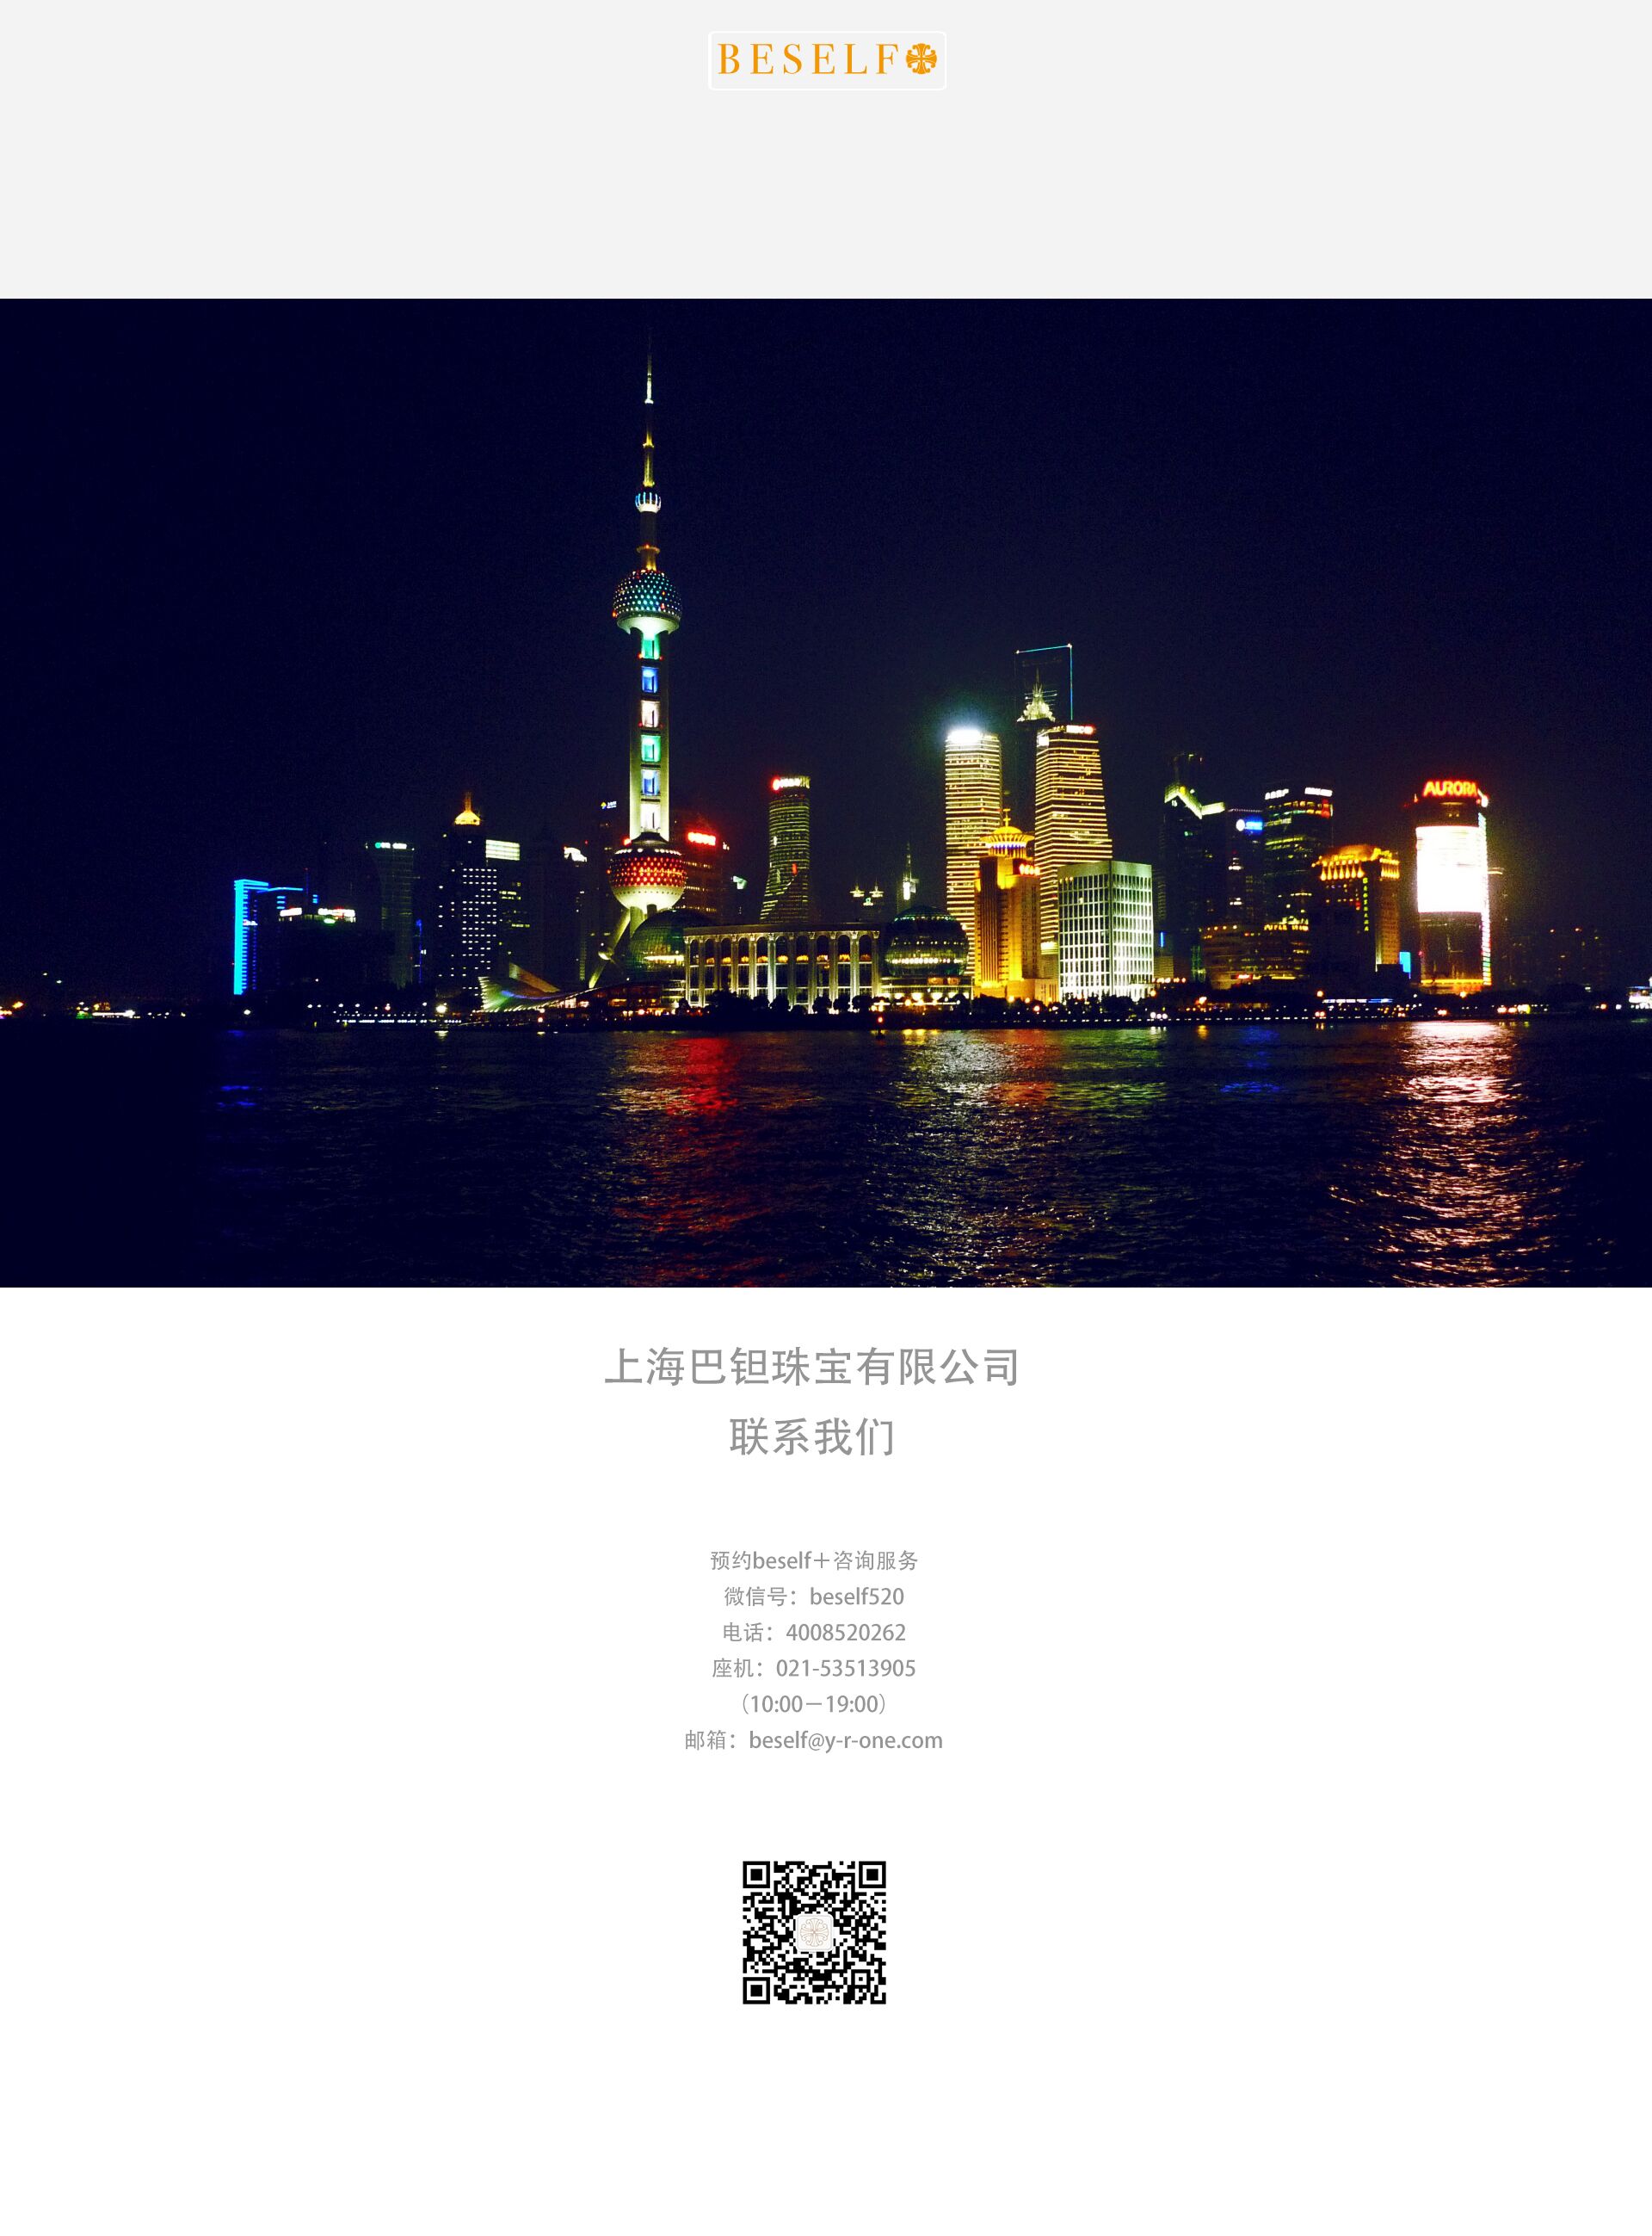 BESELF
AURORA
上海巴钽珠宝有限公司
联系我们
预约beself＋咨询服务
微信号：beself520
电话：4008520262
座机：021-53513905
（10:00－19:00）
邮箱：beself@y-r-one.com